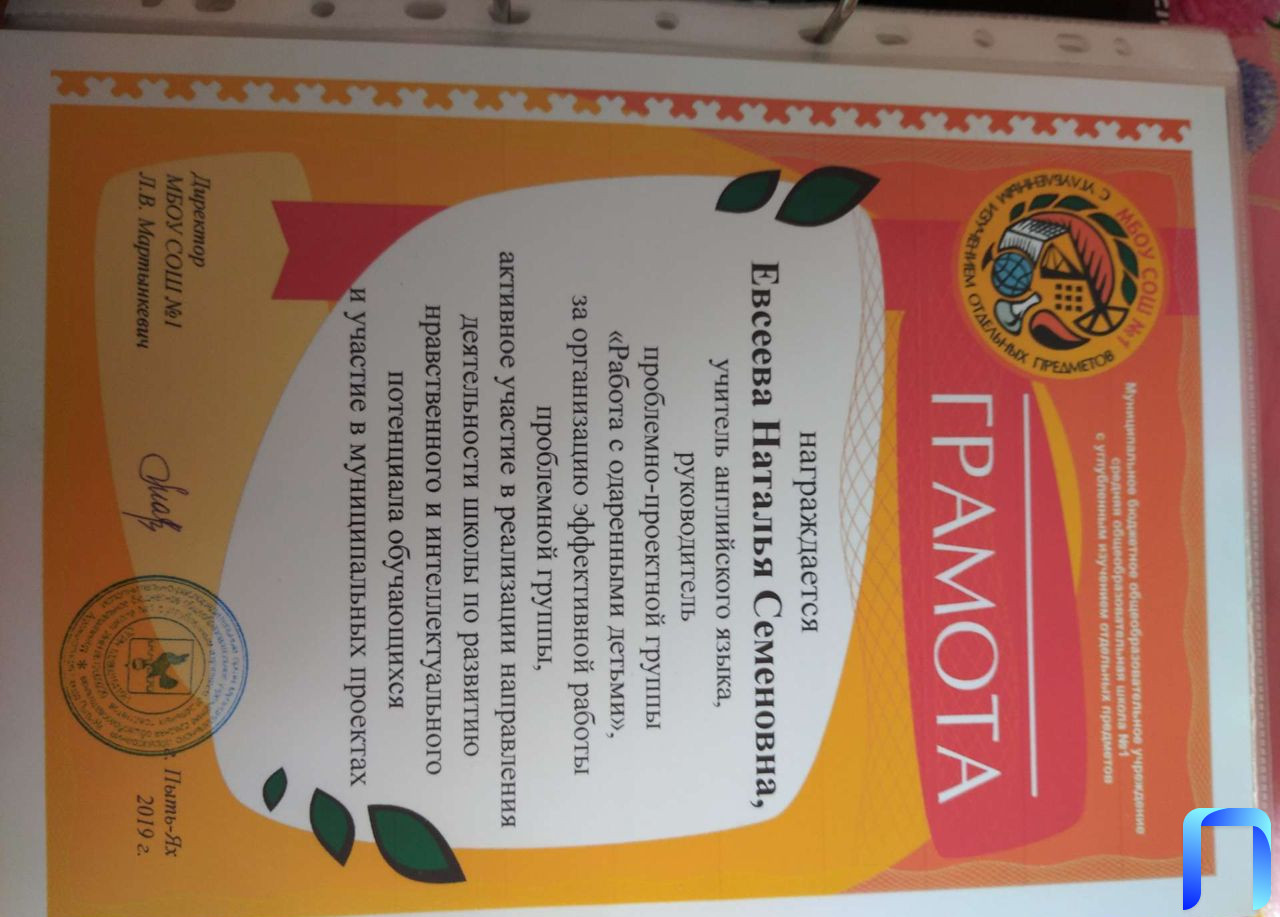 Муниципальное бюджетное общеобразовательное учреждение
средняя общеобразовательная школа №1
с углубленным изучением отдельных предметов
МБОУ СОШ №1
С УГЛУБЛЕННЫМ ИЗУЧЕНИЕМ ОТДЕЛЬНЫХ ПРЕДМЕТОВ
ГРАМОТА
награждается
Евсеева Наталья Семеновна,
учитель английского языка,
руководитель
проблемно-проектной группы
«Работа с одаренными детьми»,
за организацию эффективной работы
проблемной группы,
активное участие в реализации направления
деятельности школы по развитию
нравственного и интеллектуального
потенциала обучающихся
и участие в муниципальных проектах
Директор
МБОУ СОШ №1
Л.В. Мартынкевич
г. Пыть-Ях
2019 г.